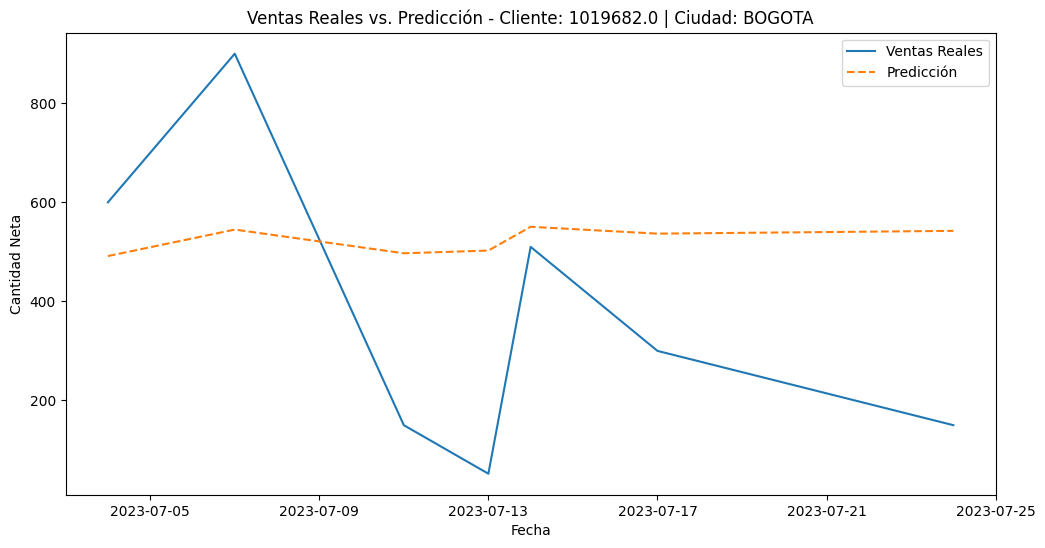 Ventas Reales vs. Predicción - Cliente: 1019682.0 | Ciudad: BOGOTA
Ventas Reales
Predicción
Cantidad Neta
800
600
400
200
2023-07-05
2023-07-09
2023-07-13
2023-07-17
2023-07-21
2023-07-25
Fecha